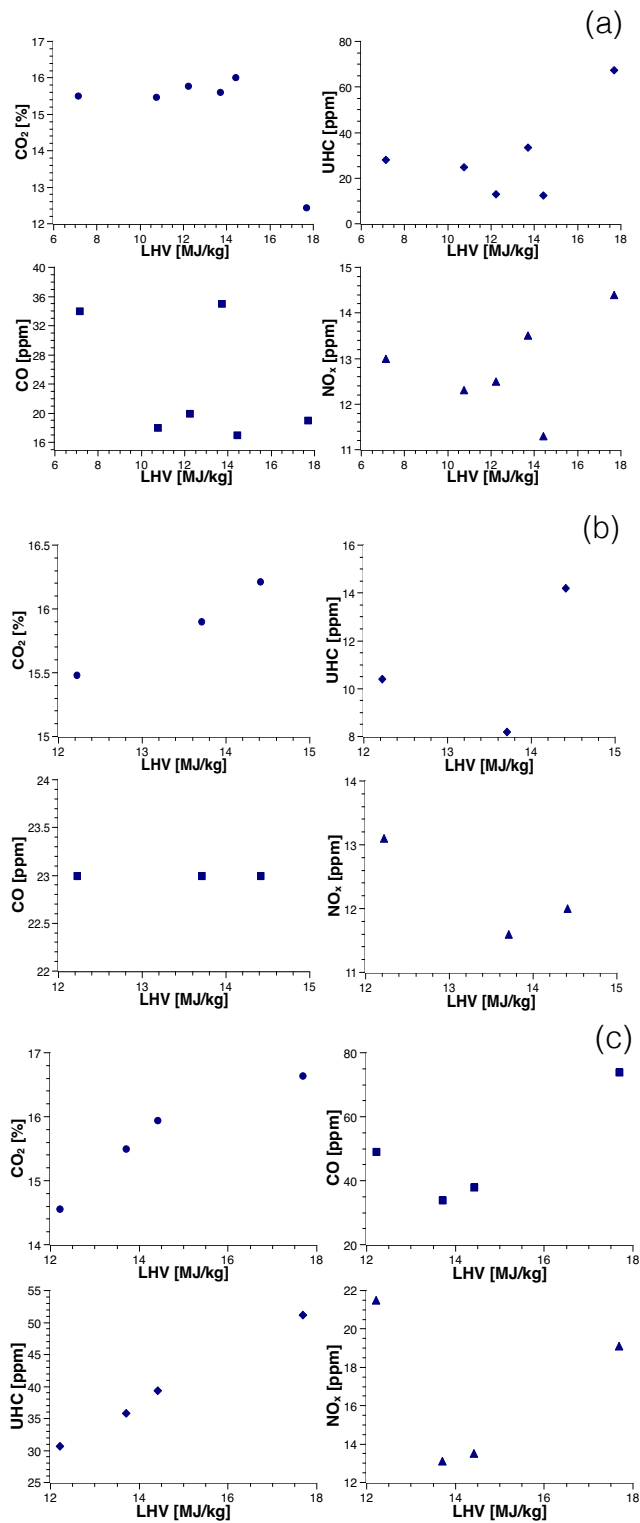 (a)
CO₂ [%]
17
16
15
14
13
12
6 8 10 12 14 16 18
LHV [MJ/kg]
UHC [ppm]
80
60
40
20
0
6 8 10 12 14 16 18
LHV [MJ/kg]
CO [ppm]
40
36
32
28
24
20
16
6 8 10 12 14 16 18
LHV [MJ/kg]
NOₓ [ppm]
15
14
13
12
11
6 8 10 12 14 16 18
LHV [MJ/kg]
(b)
CO₂ [%]
16.5
16
15.5
15
12 13 14 15
LHV [MJ/kg]
UHC [ppm]
16
14
12
10
8
12 13 14 15
LHV [MJ/kg]
CO [ppm]
24
23.5
23
22.5
22
12 13 14 15
LHV [MJ/kg]
NOₓ [ppm]
14
13
12
11
12 13 14 15
LHV [MJ/kg]
(c)
CO₂ [%]
17
16
15
14
12 14 16 18
LHV [MJ/kg]
CO [ppm]
80
60
40
20
12 14 16 18
LHV [MJ/kg]
UHC [ppm]
55
50
45
40
35
30
25
12 14 16 18
LHV [MJ/kg]
NOₓ [ppm]
22
20
18
16
14
12
12 14 16 18
LHV [MJ/kg]